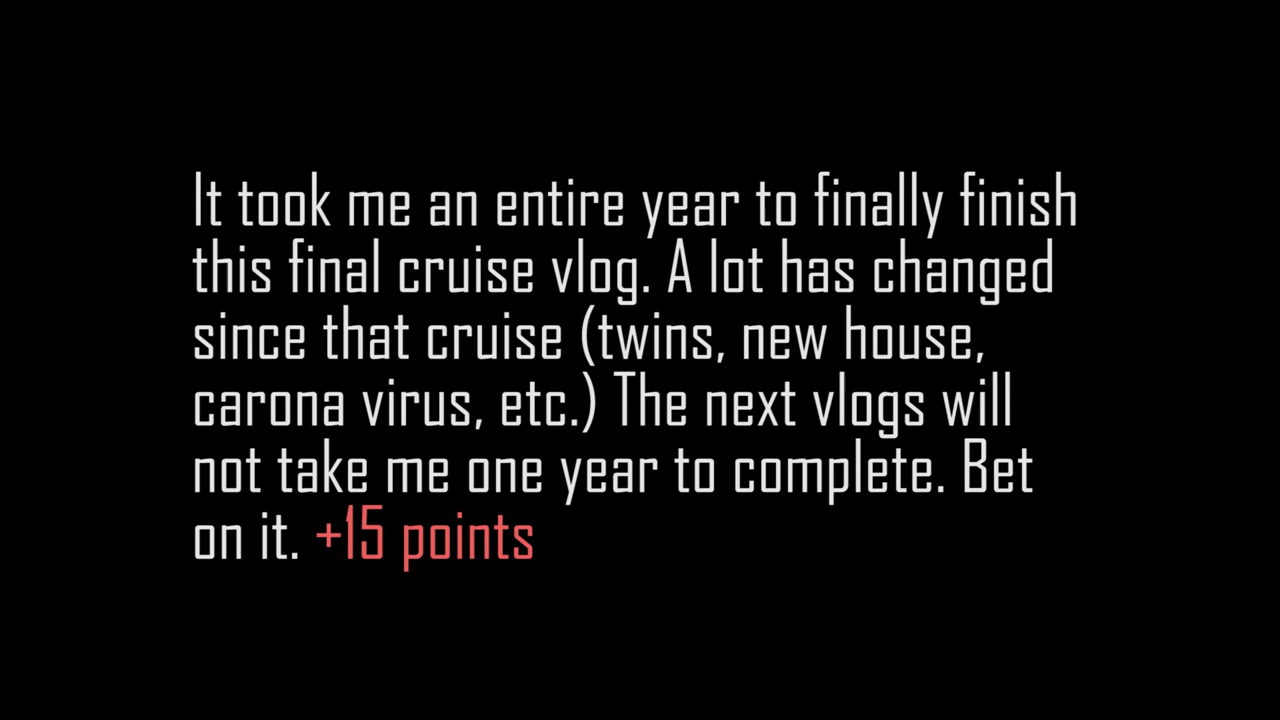 It took me an entire year to finally finish
this final cruise vlog. A lot has changed
since that cruise (twins, new house,
carona virus, etc.) The next vlogs will
not take me one year to complete. Bet
on it. +15 points